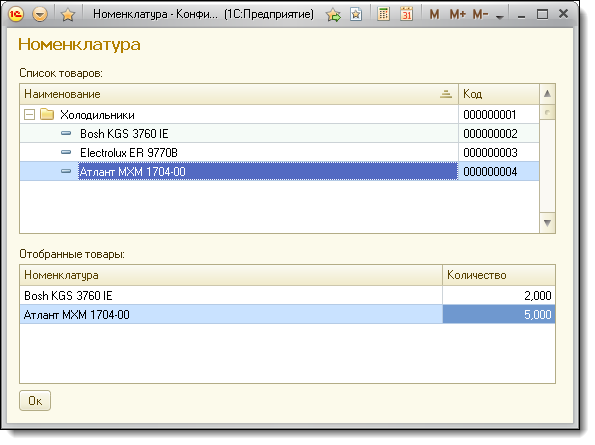 Номенклатура - Конфи... (1С:Предприятие) 31 M M+ M-
Номенклатура
Список товаров:
Наименование Код
Холодильники 000000001
Bosh KGS 3760 IE 000000002
Electrolux ER 9770B 000000003
Атлант МХМ 1704-00 000000004
Отобранные товары:
Номенклатура Количество
Bosh KGS 3760 IE 2,000
Атлант МХМ 1704-00 5,000
Ок